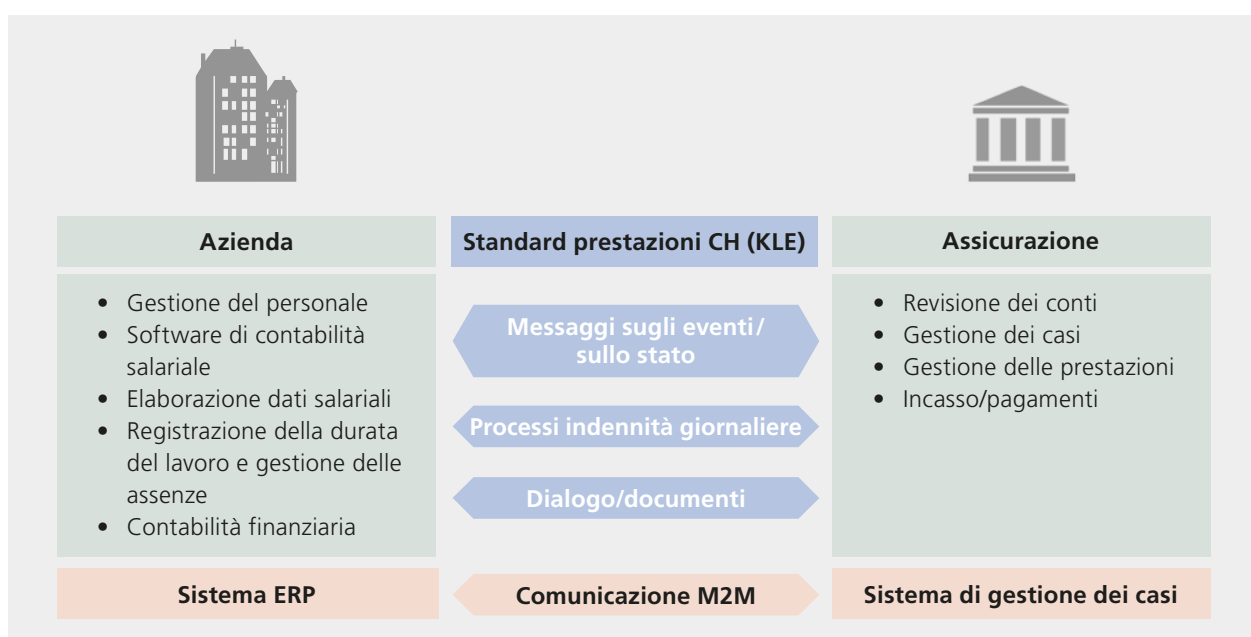 Azienda
• Gestione del personale
• Software di contabilità
salariale
• Elaborazione dati salariali
• Registrazione della durata
del lavoro e gestione delle
assenze
• Contabilità finanziaria
Sistema ERP
Standard prestazioni CH (KLE)
Messaggi sugli eventi/
sullo stato
Processi indennità giornaliere
Dialogo/documenti
Comunicazione M2M
Assicurazione
• Revisione dei conti
• Gestione dei casi
• Gestione delle prestazioni
• Incasso/pagamenti
Sistema di gestione dei casi